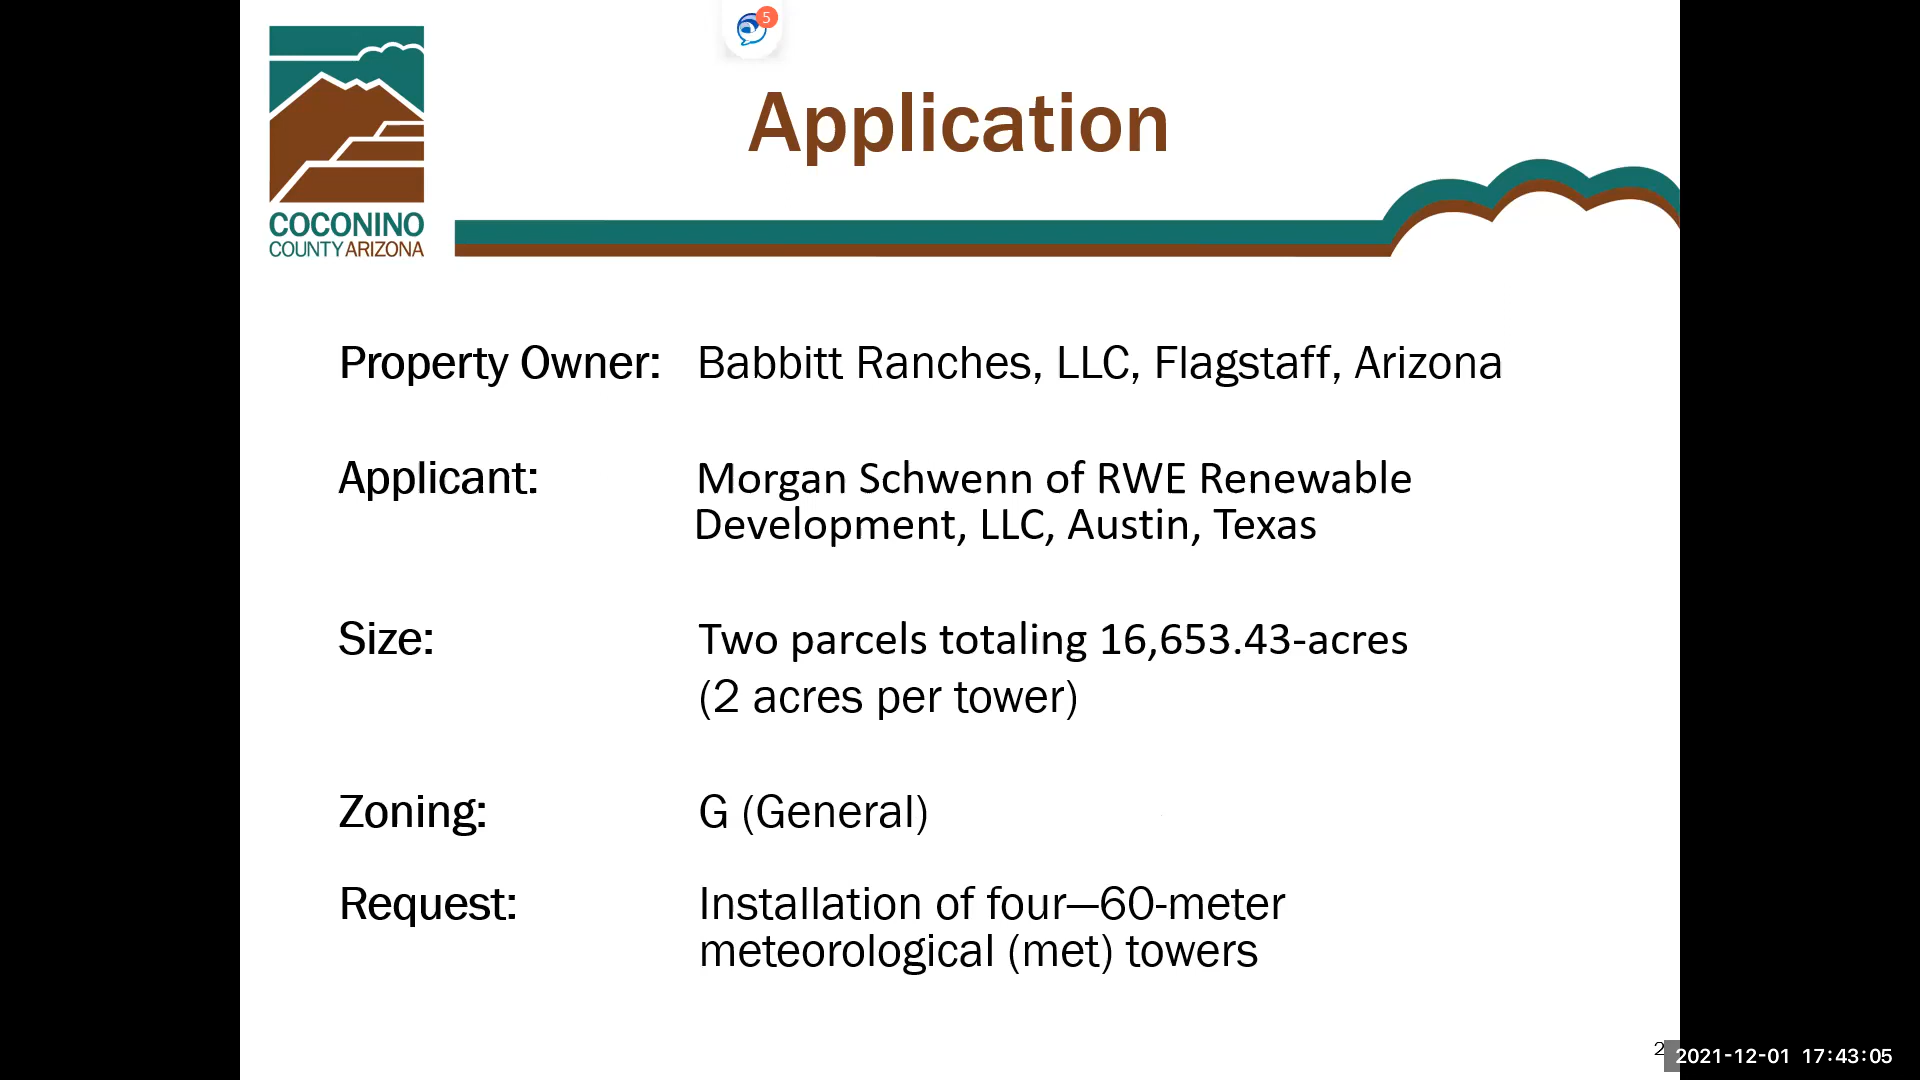 5
Application
COCONINO
COUNTY ARIZONA
Property Owner: Babbitt Ranches, LLC, Flagstaff, Arizona
Applicant: Morgan Schwenn of RWE Renewable
Development, LLC, Austin, Texas
Size: Two parcels totaling 16,653.43-acres
(2 acres per tower)
Zoning: G (General)
Request: Installation of four—60-meter
meteorological (met) towers
2
2021-12-01 17:43:05